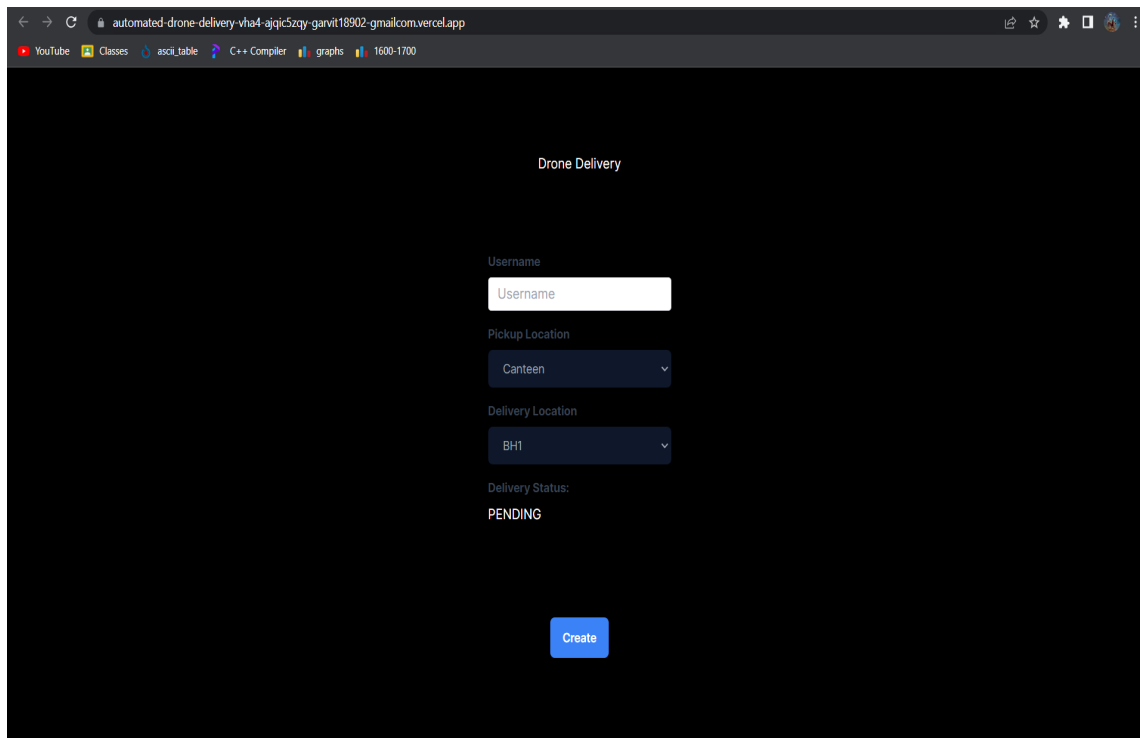 automated-drone-delivery-vha4-ajqic5zqy-garvit18902-gmailcom.vercel.app
YouTube Classes ascii_table C++ Compiler graphs 1600-1700
Drone Delivery
Username
Username
Pickup Location
Canteen
Delivery Location
BH1
Delivery Status:
PENDING
Create